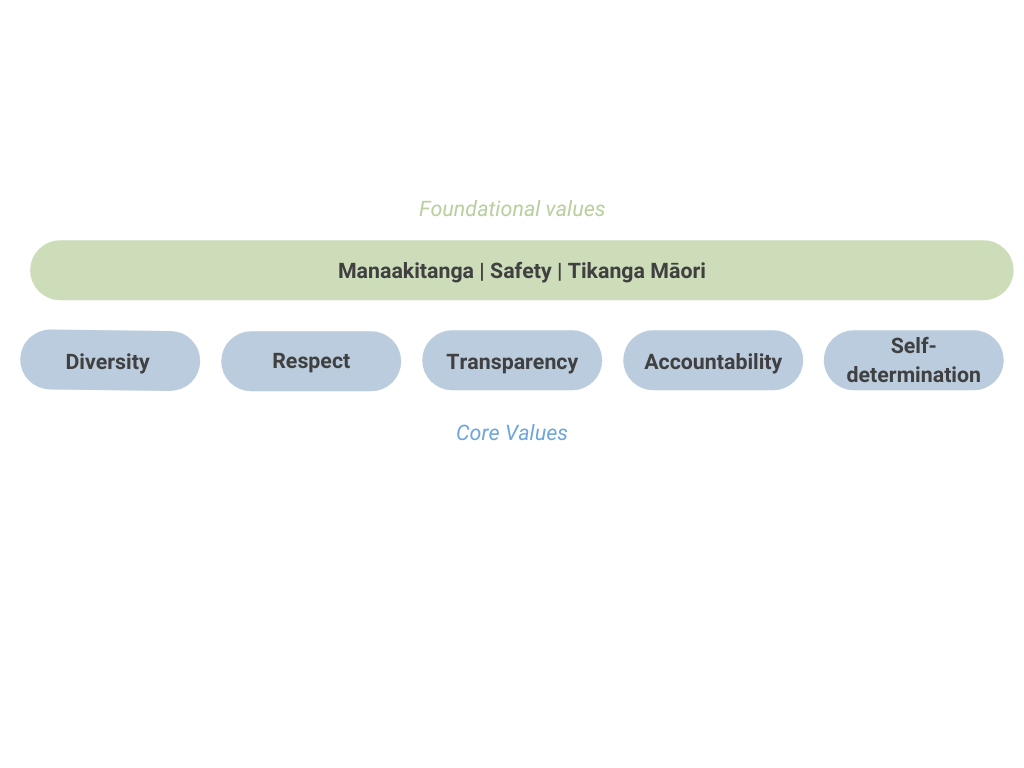 Foundational values
Manaakitanga | Safety | Tikanga Māori
Diversity
Respect
Transparency
Accountability
Self-
determination
Core Values